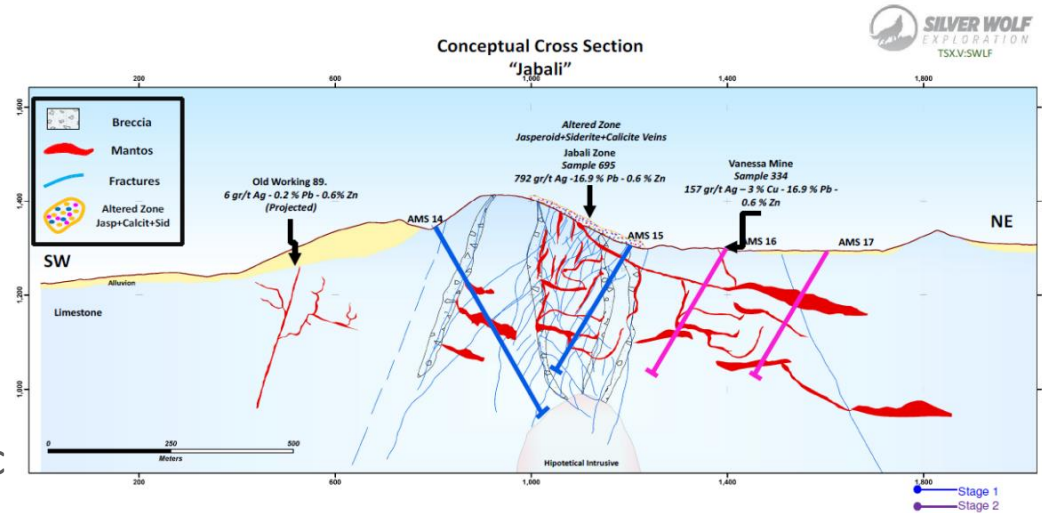 SILVER WOLF
EXPLORATION
TSX.V:SWLF
Conceptual Cross Section
"Jabali"
200
600
1,000
1,400
1,800
1,600
1,400
1,200
1,000
Breccia
Mantos
Fractures
Altered Zone
Jasp+Calcit+Sid
Old Working 89.
6 gr/t Ag - 0.2 % Pb - 0.6% Zn
(Projected)
Altered Zone
Jasperoid+Siderite+Calicite Veins
Jabali Zone
Sample 695
792 gr/t Ag -16.9 % Pb - 0.6 % Zn
Vanessa Mine
Sample 334
157 gr/t Ag – 3 % Cu - 16.9 % Pb -
0.6 % Zn
AMS 14
AMS 15
AMS 16
AMS 17
SW
NE
Alluvion
Limestone
0
250
500
Meters
Hipotetical Intrusive
200
600
1,000
1,400
1,800
Stage 1
Stage 2